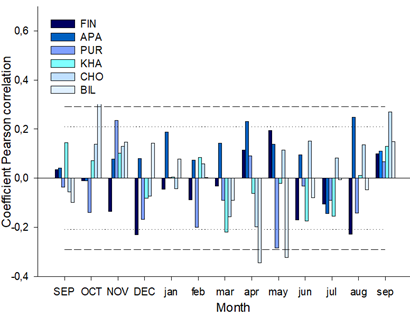 0,6
0,4
0,2
0,0
-0,2
-0,4
Coefficient Pearson correlation
FIN
APA
PUR
KHA
CHO
BIL
SEP OCT NOV DEC jan feb mar apr may jun jul aug sep
Month